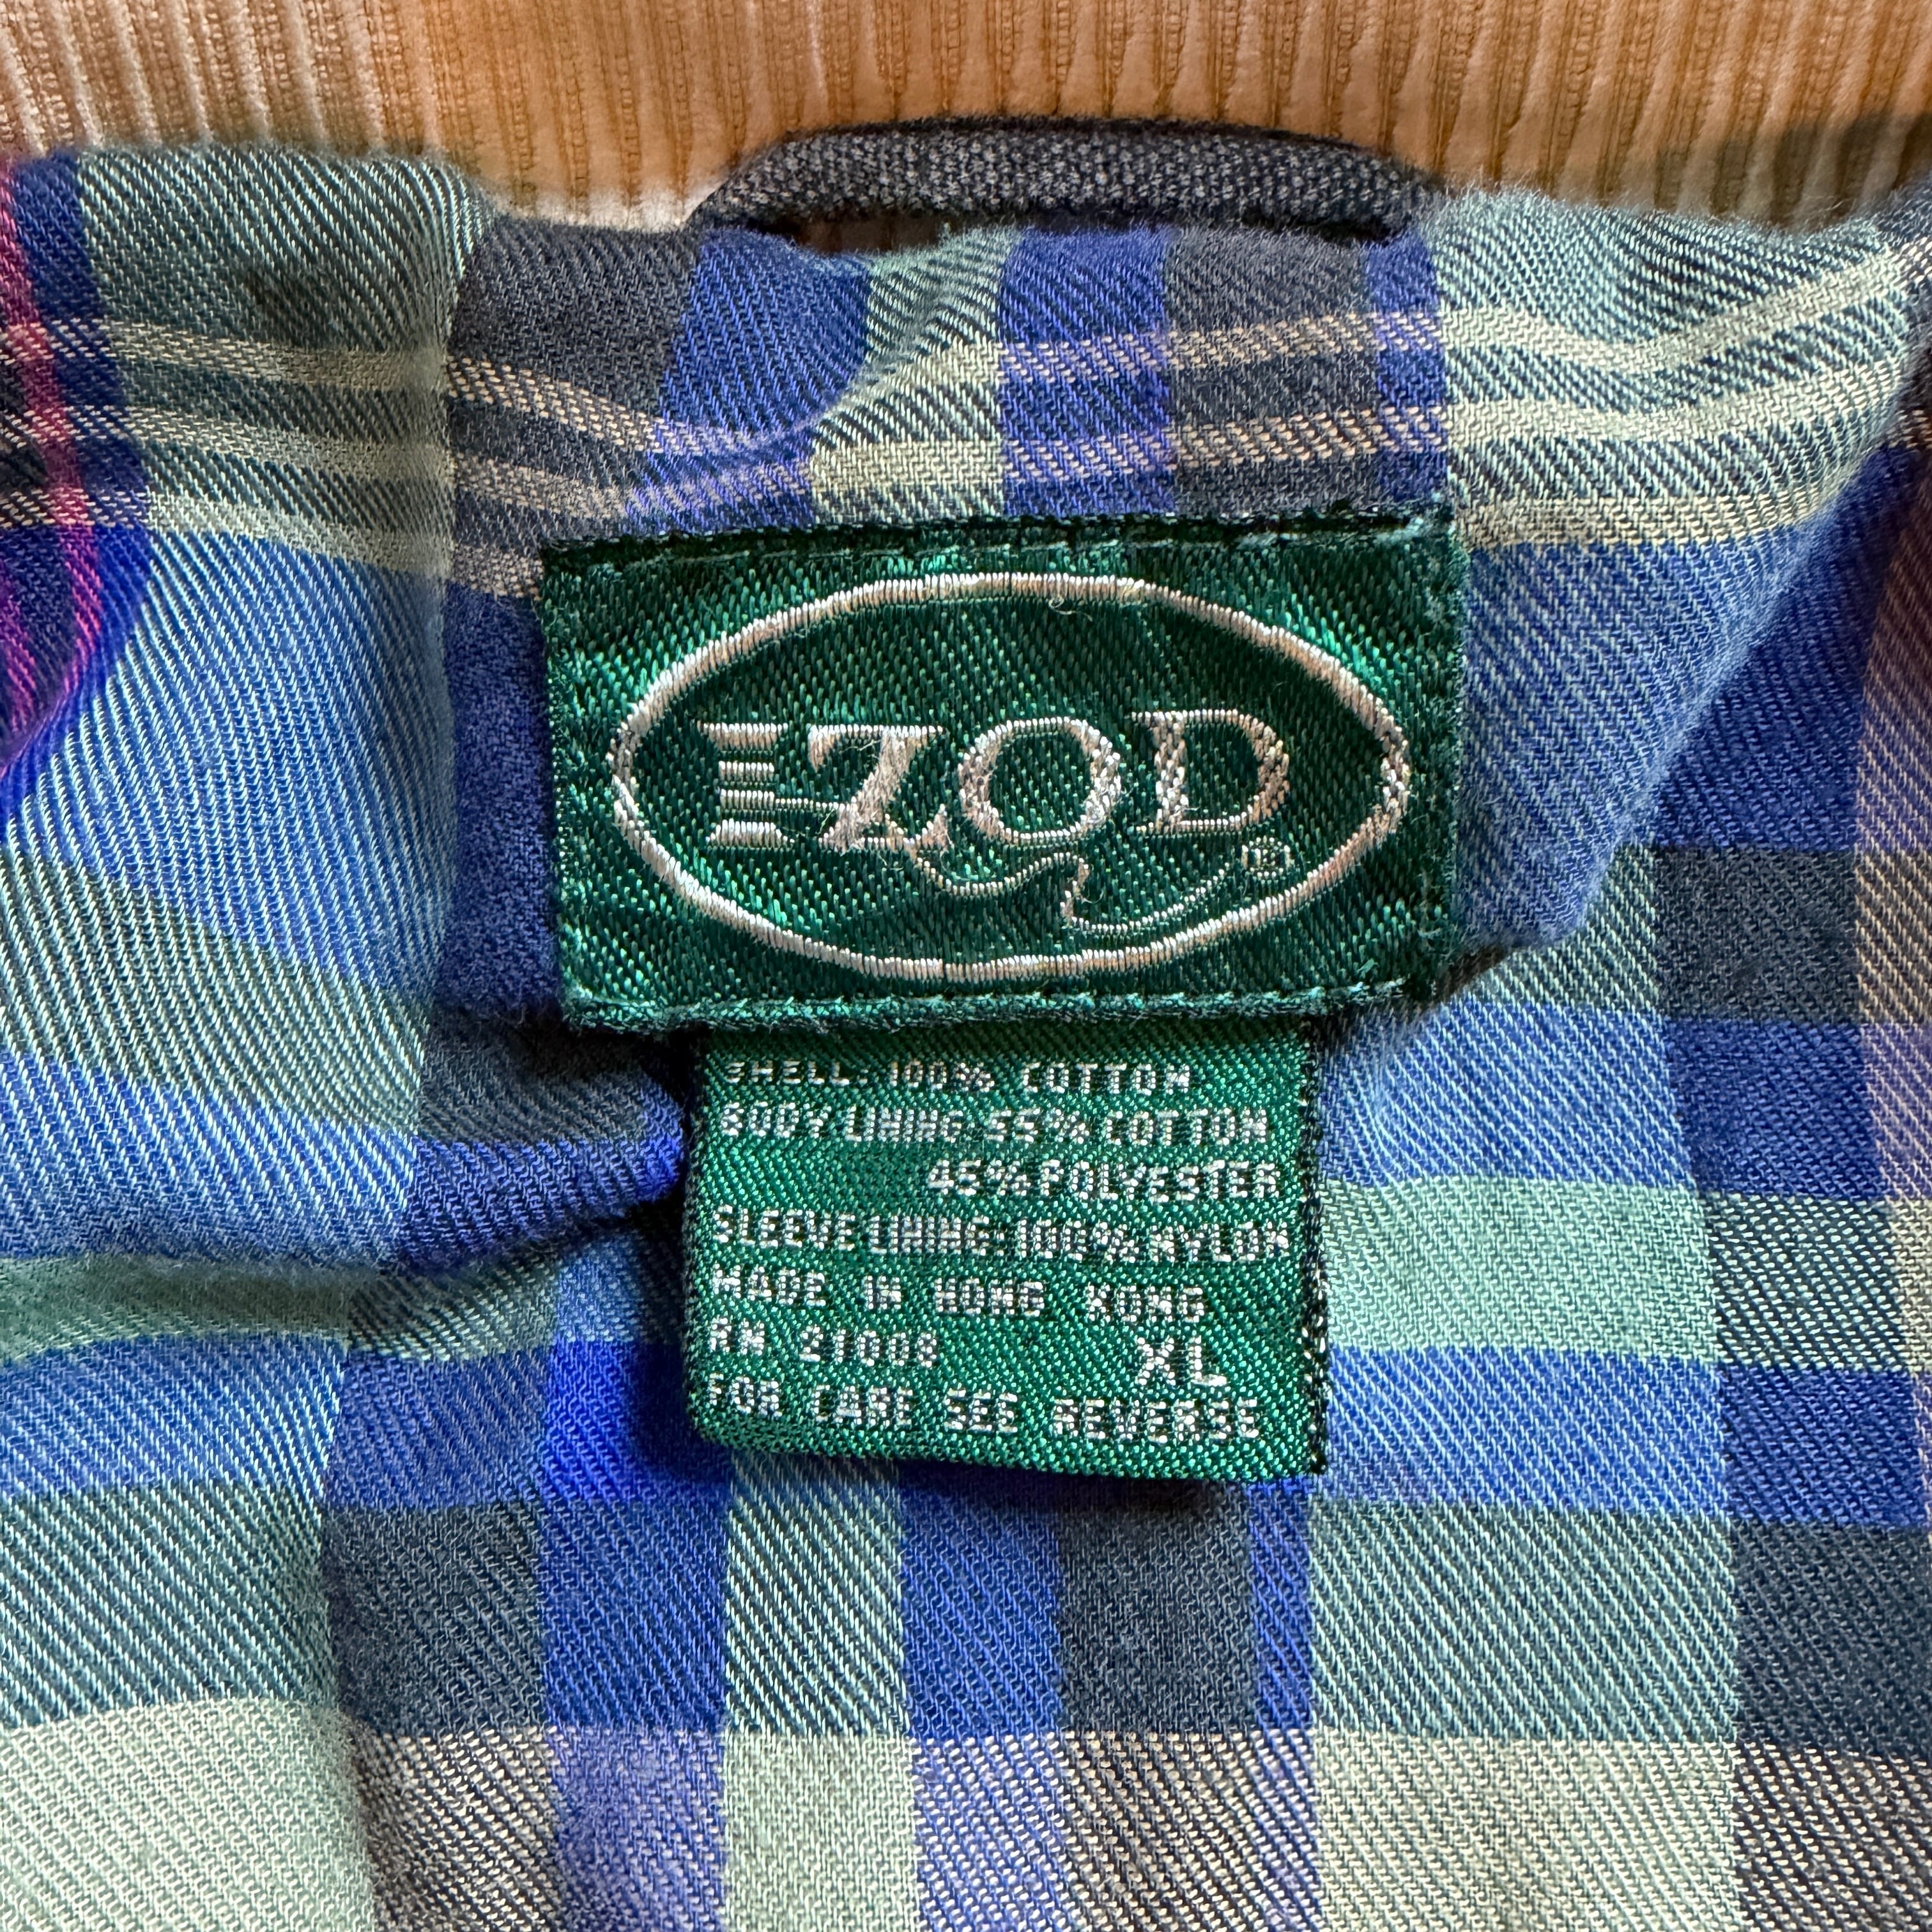 IZOD
®
SHELL: 100% COTTON
BODY LINING: 55% COTTON
45% POLYESTER
SLEEVE LINING: 100% NYLON
MADE IN HONG KONG
RN 21008 XL
FOR CARE SEE REVERSE